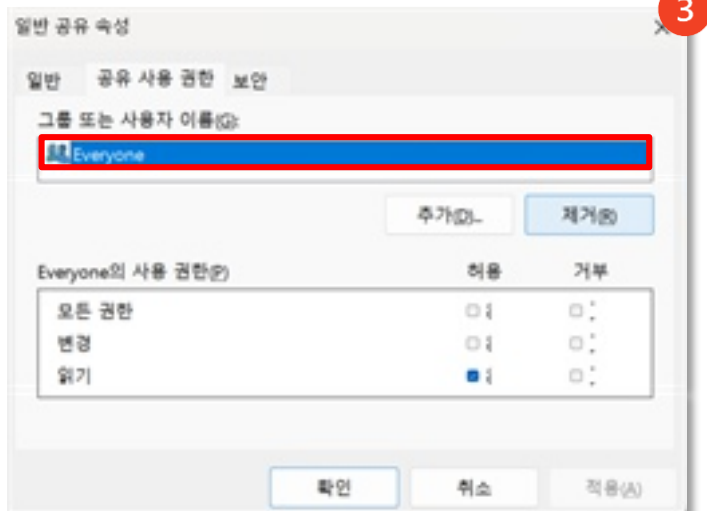 3
일반 공유 속성
일반 공유 사용 권한 보안
그룹 또는 사용자 이름(G):
Everyone
추가(D)... 제거(R)
Everyone의 사용 권한(P) 허용 거부
모든 권한
변경
읽기
확인 취소 적용(A)